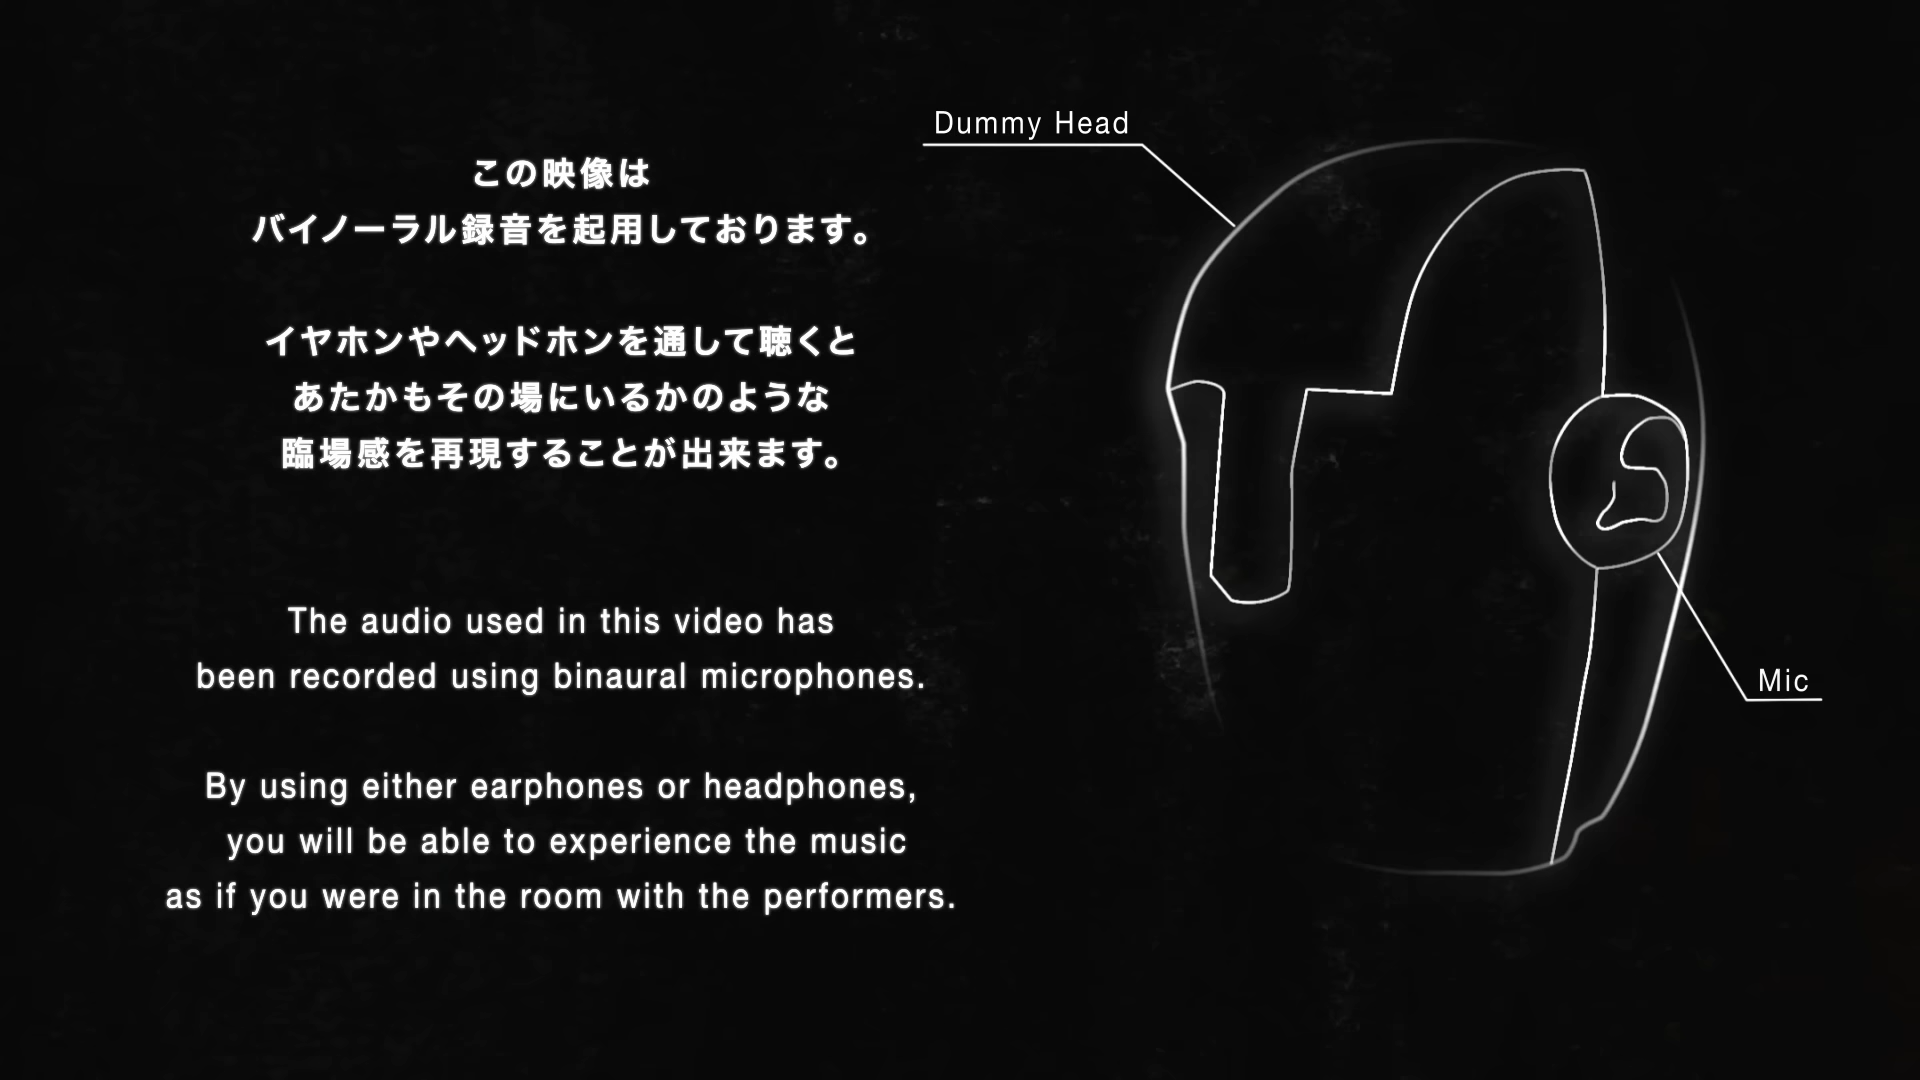 この映像は
バイノーラル録音を起用しております。
イヤホンやヘッドホンを通して聴くと
あたかもその場にいるかのような
臨場感を再現することが出来ます。
The audio used in this video has
been recorded using binaural microphones.
By using either earphones or headphones,
you will be able to experience the music
as if you were in the room with the performers.
Dummy Head
Mic